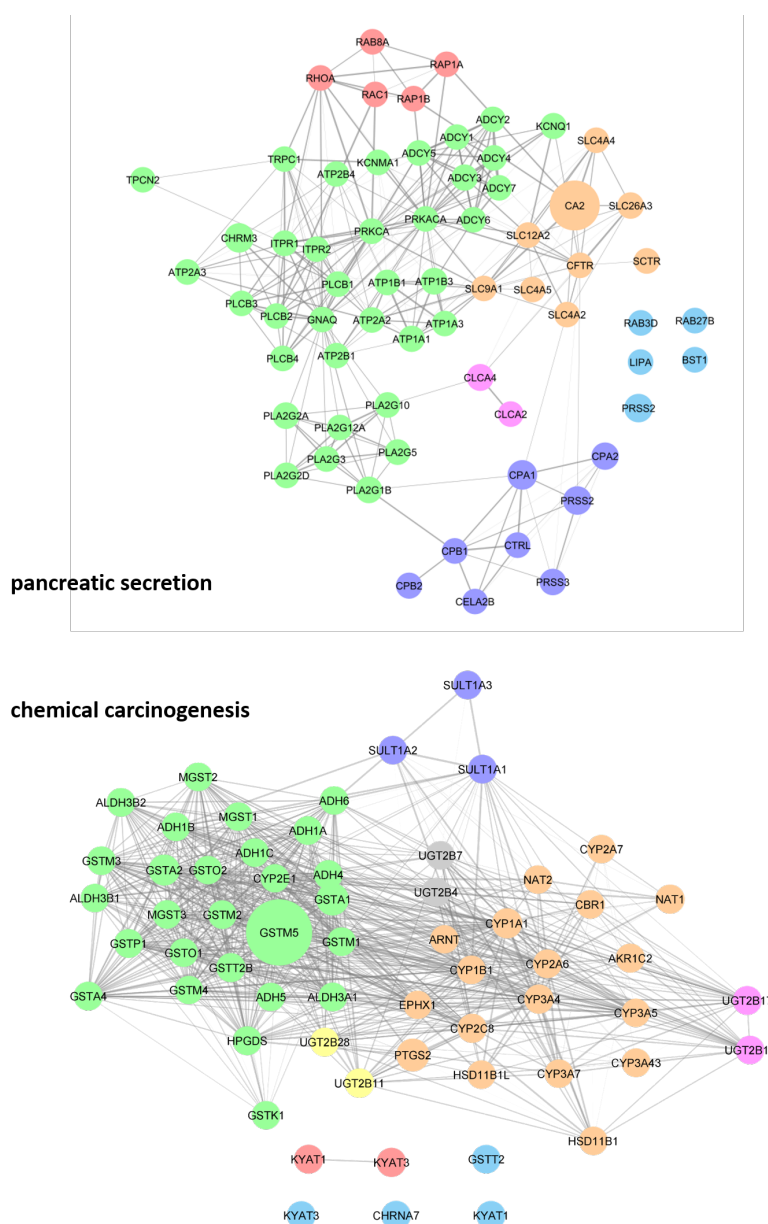 RAB8A
RAP1A
RHOA
RAC1
RAP1B
ADCY2
KCNQ1
ADCY1
SLC4A4
TRPC1
KCNMA1
ADCY5
ADCY4
TPCN2
ATP2B4
ADCY3
ADCY7
CA2
SLC26A3
PRKCA
PRKACA
ADCY6
CHRM3
ITPR1
ITPR2
SLC12A2
ATP2A3
CFTR
SCTR
PLCB1
ATP1B1
ATP1B3
SLC9A1
SLC4A5
PLCB3
PLCB2
GNAQ
ATP2A2
ATP1A3
SLC4A2
RAB3D
RAB27B
ATP1A1
PLCB4
ATP2B1
LIPA
BST1
CLCA4
PLA2G2A
PLA2G10
CLCA2
PRSS2
PLA2G12A
PLA2G3
PLA2G5
CPA2
PLA2G2D
PLA2G1B
CPA1
PRSS2
CPB1
CTRL
pancreatic secretion
CPB2
PRSS3
CELA2B
chemical carcinogenesis
SULT1A3
SULT1A2
SULT1A1
MGST2
ALDH3B2
ADH6
MGST1
ADH1B
ADH1A
CYP2A7
ADH1C
UGT2B7
GSTM3
GSTA2
GSTO2
CYP2E1
ADH4
NAT2
UGT2B4
ALDH3B1
GSTA1
CBR1
NAT1
MGST3
GSTM2
CYP1A1
GSTM5
GSTP1
GSTM1
ARNT
GSTO1
AKR1C2
GSTT2B
CYP1B1
CYP2A6
GSTA4
GSTM4
ADH5
ALDH3A1
EPHX1
CYP3A4
CYP3A5
UGT2B17
CYP2C8
HPGDS
UGT2B28
UGT2B1
PTGS2
CYP3A43
UGT2B11
HSD11B1L
CYP3A7
GSTK1
HSD11B1
KYAT1
KYAT3
GSTT2
KYAT3
CHRNA7
KYAT1